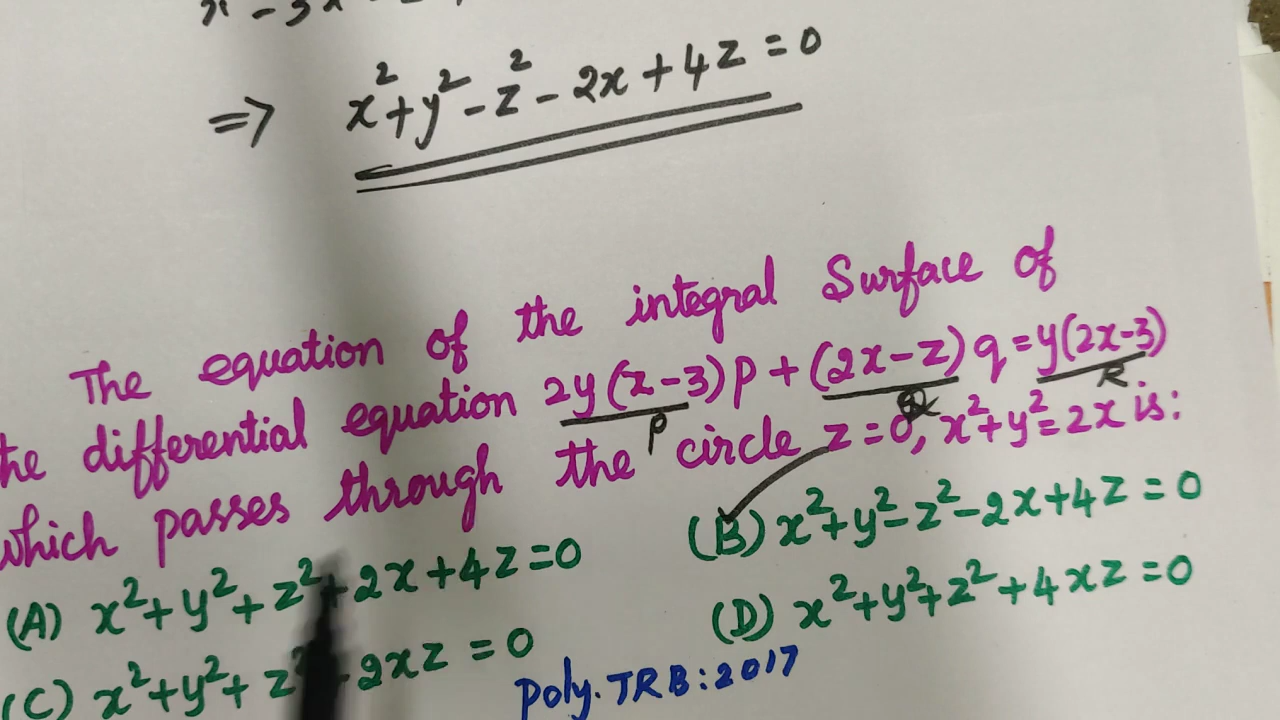 ⇒ x²+y²-z²-2x+4z=0
The equation of the integral Surface of
the differential equation 2y(z-3)p+(2x-z)q=y(2x-3)
P Q R
which passes through the circle z=0, x²+y²=2x is:
(A) x²+y²+z²+2x+4z=0 (B) x²+y²-z²-2x+4z=0
(C) x²+y²+z² 2xz=0 (D) x²+y²+z²+4xz=0
Poly.TRB:2017